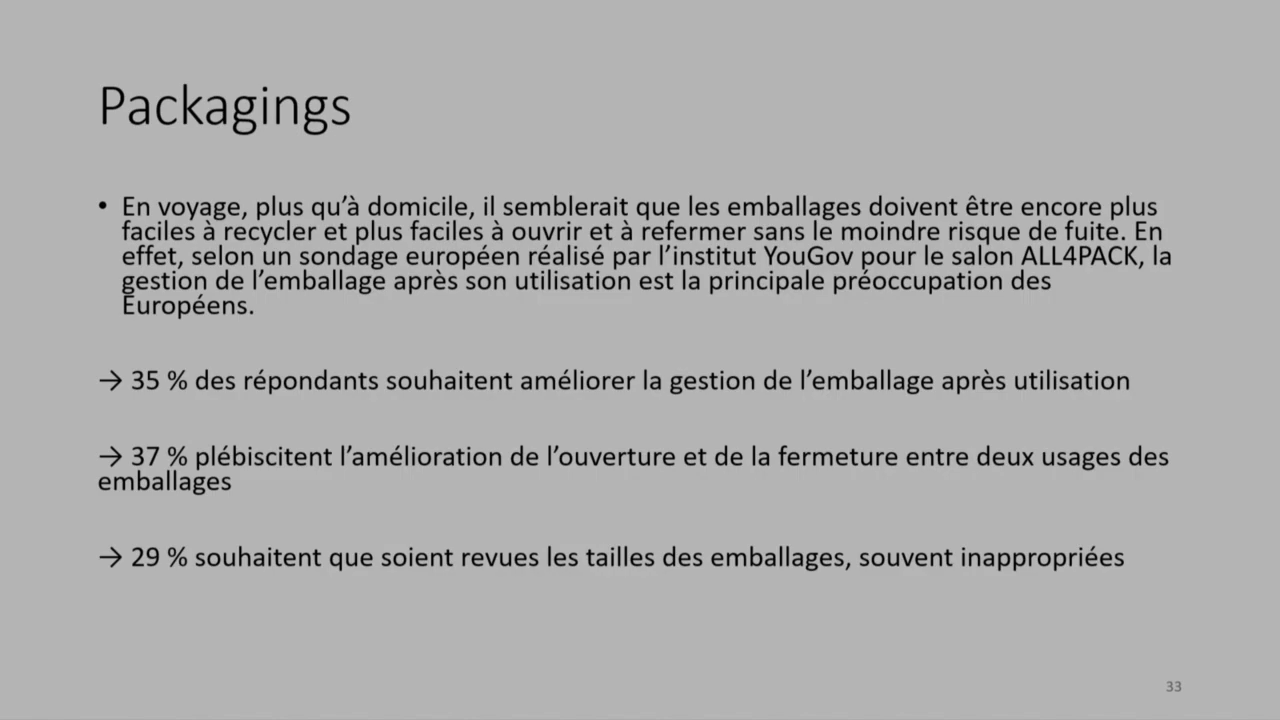 Packagings
• En voyage, plus qu’à domicile, il semblerait que les emballages doivent être encore plus
faciles à recycler et plus faciles à ouvrir et à refermer sans le moindre risque de fuite. En
effet, selon un sondage européen réalisé par l’institut YouGov pour le salon ALL4PACK, la
gestion de l’emballage après son utilisation est la principale préoccupation des
Européens.
→ 35 % des répondants souhaitent améliorer la gestion de l’emballage après utilisation
→ 37 % plébiscitent l’amélioration de l’ouverture et de la fermeture entre deux usages des
emballages
→ 29 % souhaitent que soient revues les tailles des emballages, souvent inappropriées
33